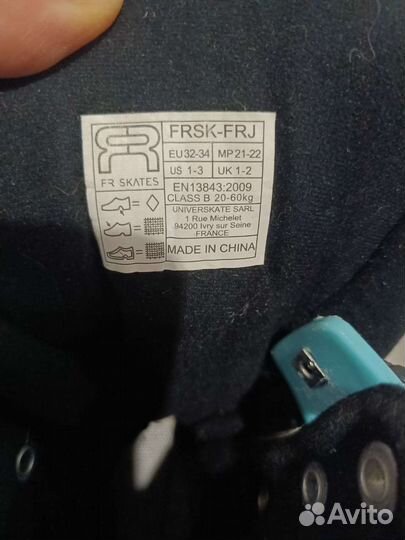 FR SKATES
FRSK-FRJ
EU 32-34 MP 21-22
US 1-3 UK 1-2
EN13843:2009
CLASS B 20-60kg
UNIVERSKATE SARL
1 Rue Michelet
94200 Ivry sur Seine
FRANCE
MADE IN CHINA
Avito